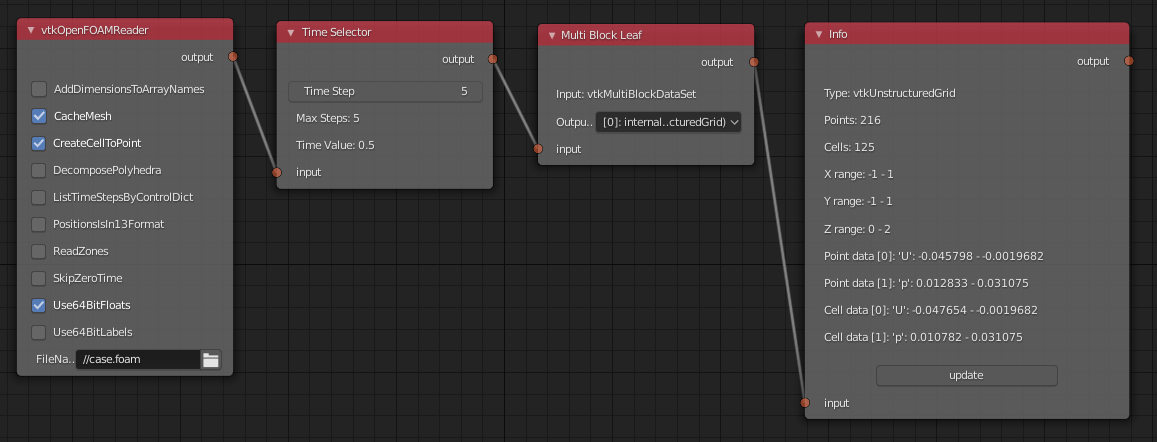 vtkOpenFOAMReader
output
AddDimensionsToArrayNames
CacheMesh
CreateCellToPoint
DecomposePolyhedra
ListTimeStepsByControlDict
PositionsIsIn13Format
ReadZones
SkipZeroTime
Use64BitFloats
Use64BitLabels
FileNa.. //case.foam
Time Selector
output
Time Step 5
Max Steps: 5
Time Value: 0.5
input
Multi Block Leaf
output
Input: vtkMultiBlockDataSet
Outpu.. [0]: internal..cturedGrid)
input
Info
output
Type: vtkUnstructuredGrid
Points: 216
Cells: 125
X range: -1 - 1
Y range: -1 - 1
Z range: 0 - 2
Point data [0]: 'U': -0.045798 - -0.0019682
Point data [1]: 'p': 0.012833 - 0.031075
Cell data [0]: 'U': -0.047654 - -0.0019682
Cell data [1]: 'p': 0.010782 - 0.031075
update
input